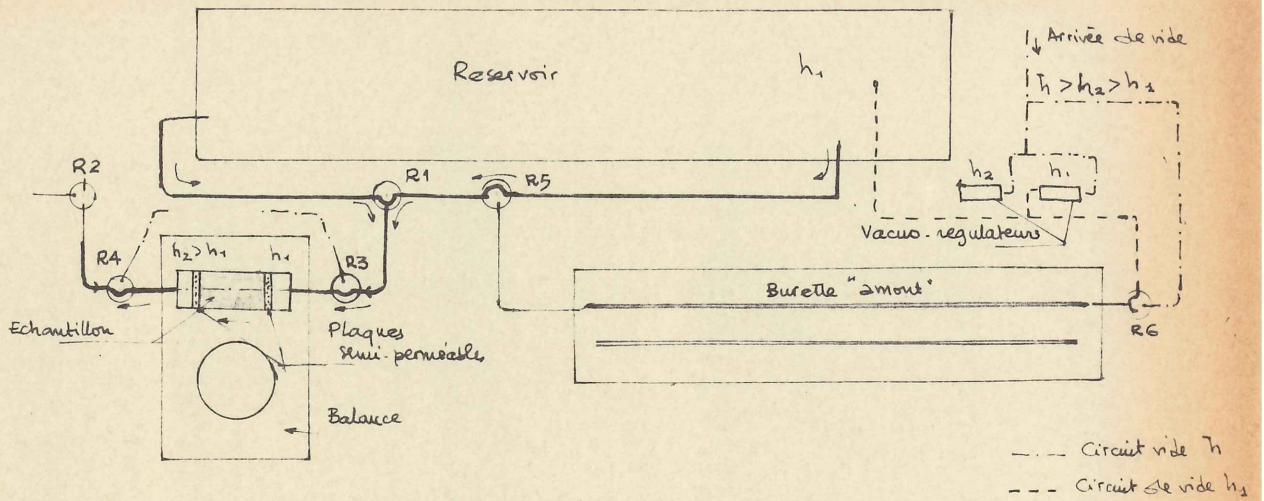 Arrivée de vide
Reservoir
h1
h > h2 > h1
R2
R1
R5
h2
h1
Vacuo-regulateurs
R4
h2 > h1
h1
R3
Burette "amont"
R6
Echantillon
Plaques
semi-perméables
Balance
Circuit vide h
Circuit de vide h1